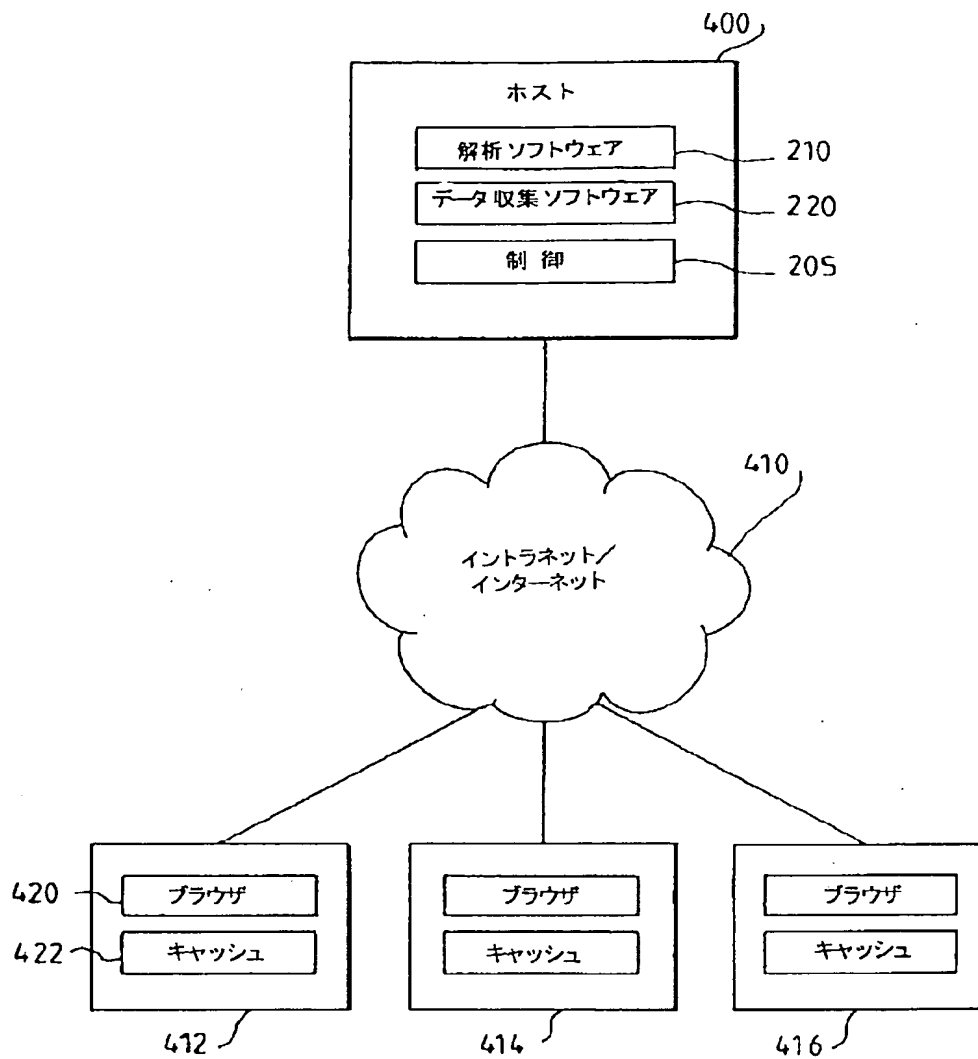 400
ホスト
解析ソフトウェア
210
データ収集ソフトウェア
220
制御
205
410
イントラネット/
インターネット
420
ブラウザ
ブラウザ
ブラウザ
422
キャッシュ
キャッシュ
キャッシュ
412
414
416